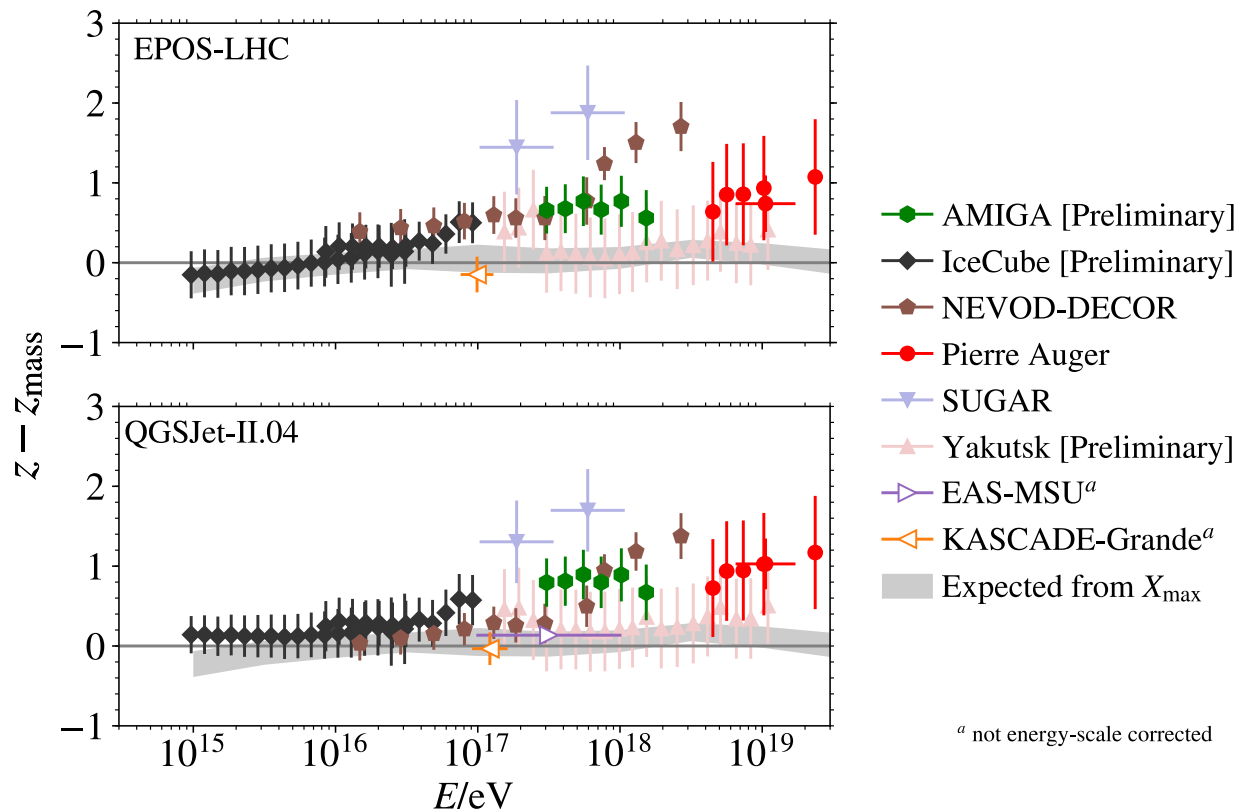 3
EPOS-LHC
2
1
0
−1
3
QGSJet-II.04
2
1
0
−1
z − z_mass
10^15 10^16 10^17 10^18 10^19
E/eV
AMIGA [Preliminary]
IceCube [Preliminary]
NEVOD-DECOR
Pierre Auger
SUGAR
Yakutsk [Preliminary]
EAS-MSU^a
KASCADE-Grande^a
Expected from X_max
^a not energy-scale corrected